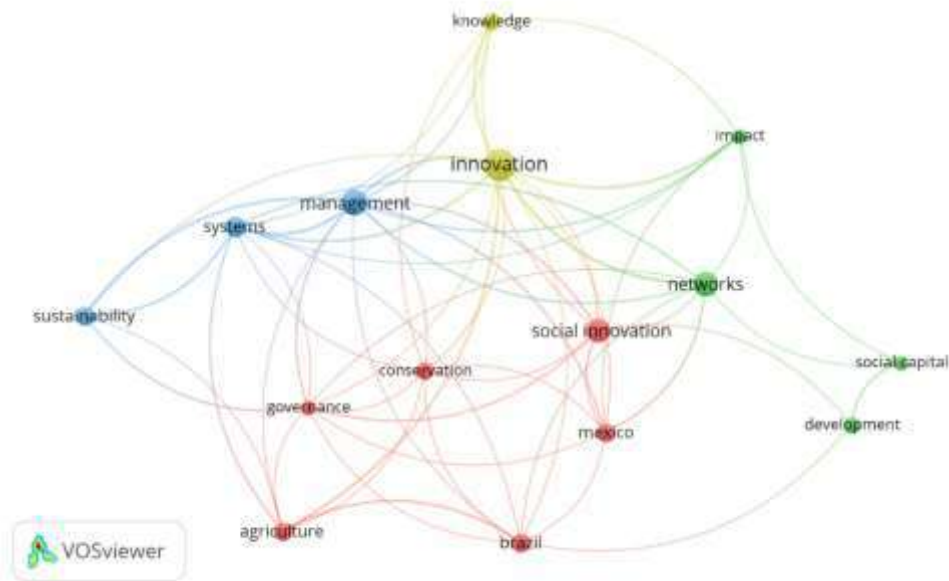 knowledge
impact
innovation
management
systems
networks
sustainability
social innovation
social capital
conservation
governance
development
mexico
agriculture
brazil
VOSviewer